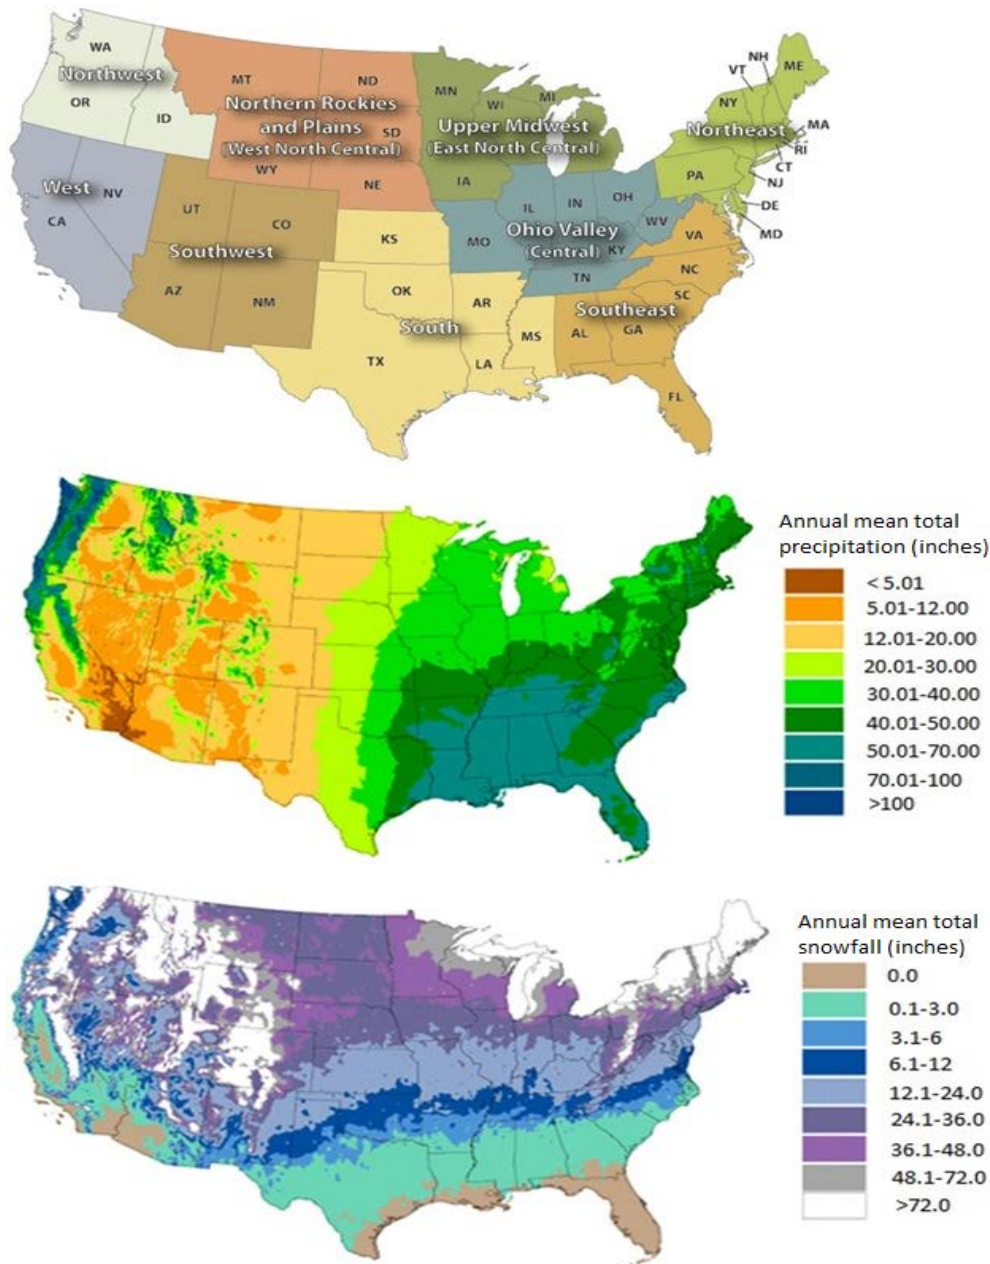 WA
Northwest
OR
ID
MT
ND
Northern Rockies
and Plains
SD
(West North Central)
WY
NE
MN
WI
MI
Upper Midwest
(East North Central)
IA
NH
VT
ME
NY
Northeast
MA
RI
CT
PA
NJ
DE
MD
West
NV
CA
UT
CO
Southwest
AZ
NM
IL
IN
OH
WV
Ohio Valley
MO
(Central)
KY
TN
VA
NC
SC
Southeast
AL
GA
FL
KS
OK
AR
South
MS
TX
LA
Annual mean total
precipitation (inches)
< 5.01
5.01-12.00
12.01-20.00
20.01-30.00
30.01-40.00
40.01-50.00
50.01-70.00
70.01-100
>100
Annual mean total
snowfall (inches)
0.0
0.1-3.0
3.1-6
6.1-12
12.1-24.0
24.1-36.0
36.1-48.0
48.1-72.0
>72.0